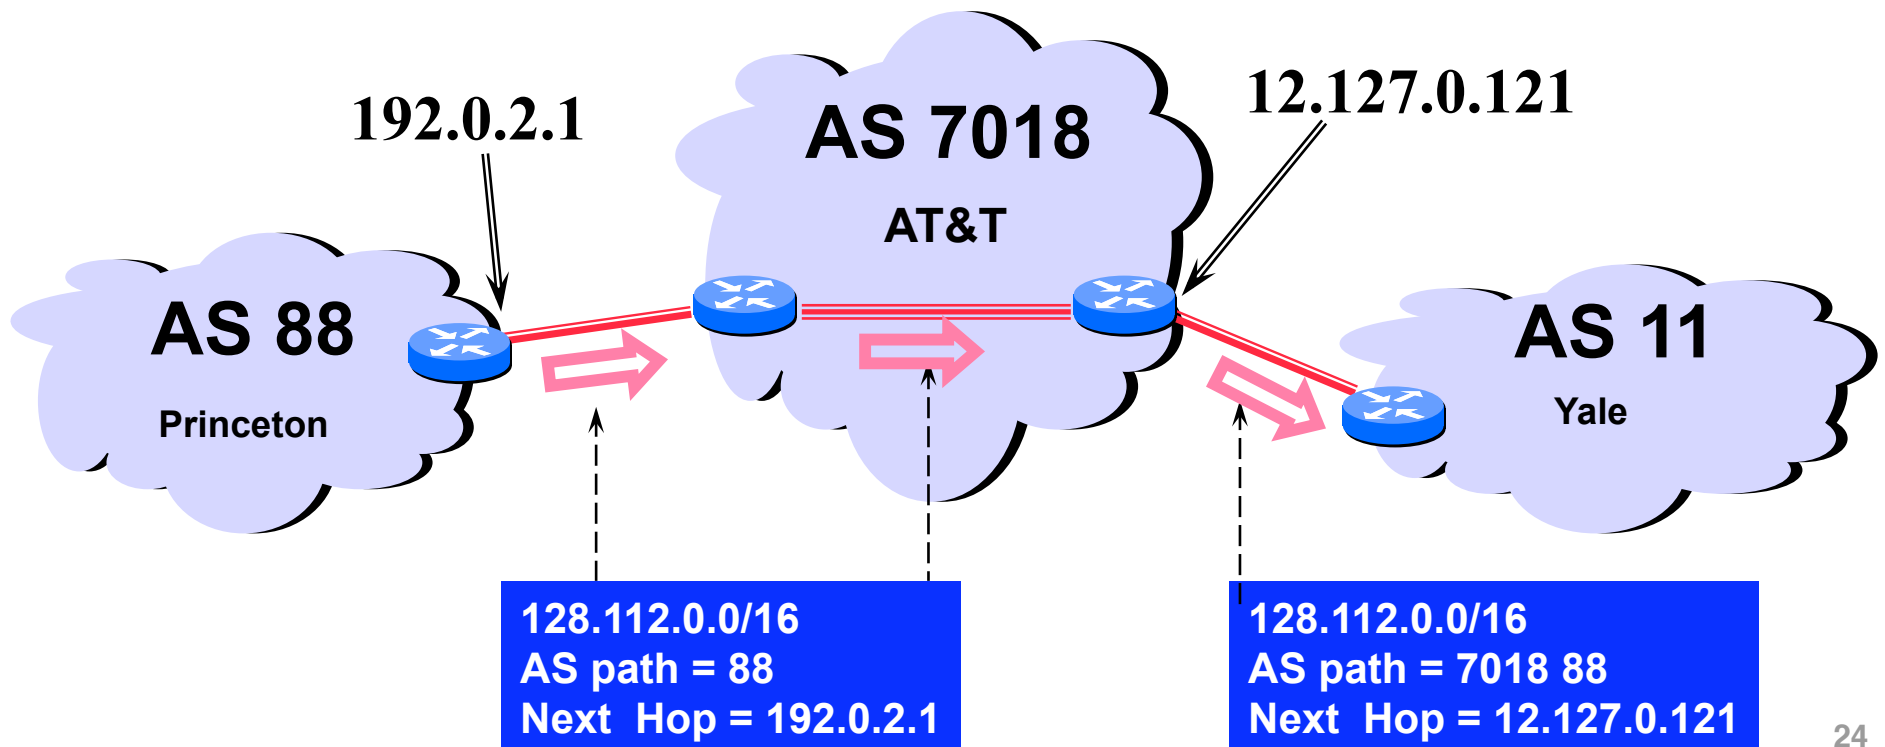 192.0.2.1
12.127.0.121
AS 7018
AT&T
AS 88
Princeton
AS 11
Yale
128.112.0.0/16
AS path = 88
Next Hop = 192.0.2.1
128.112.0.0/16
AS path = 7018 88
Next Hop = 12.127.0.121
24